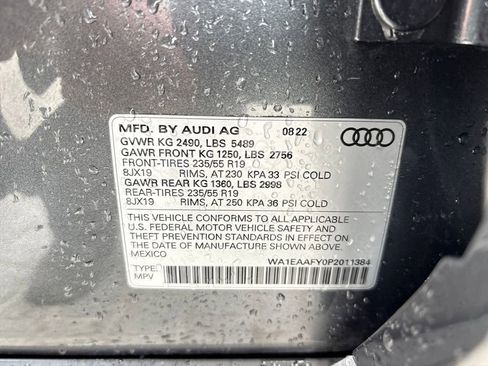 MFD. BY AUDI AG 08.22
GVWR KG 2490, LBS 5489
GAWR FRONT KG 1250, LBS 2756
FRONT-TIRES 235/55 R19
8JX19 RIMS, AT 230 KPA 33 PSI COLD
GAWR REAR KG 1360, LBS 2998
REAR-TIRES 235/55 R19
8JX19 RIMS, AT 250 KPA 36 PSI COLD
THIS VEHICLE CONFORMS TO ALL APPLICABLE
U.S. FEDERAL MOTOR VEHICLE SAFETY- AND
THEFT PREVENTION STANDARDS IN EFFECT ON
THE DATE OF MANUFACTURE SHOWN ABOVE.
MEXICO
WA1EAAFY0P2011384
TYPE:
MPV